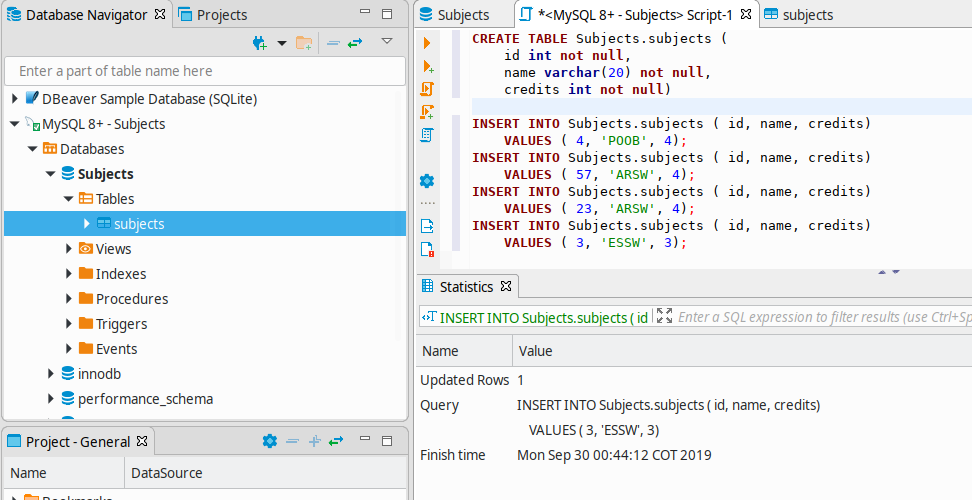 Database Navigator
Projects
Enter a part of table name here
DBeaver Sample Database (SQLite)
MySQL 8+ - Subjects
Databases
Subjects
Tables
subjects
Views
Indexes
Procedures
Triggers
Events
innodb
performance_schema
Project - General
Name DataSource
Bookmarks
Subjects
*<MySQL 8+ - Subjects> Script-1
subjects
CREATE TABLE Subjects.subjects (
id int not null,
name varchar(20) not null,
credits int not null)
INSERT INTO Subjects.subjects ( id, name, credits)
VALUES ( 4, 'POOB', 4);
INSERT INTO Subjects.subjects ( id, name, credits)
VALUES ( 57, 'ARSW', 4);
INSERT INTO Subjects.subjects ( id, name, credits)
VALUES ( 23, 'ARSW', 4);
INSERT INTO Subjects.subjects ( id, name, credits)
VALUES ( 3, 'ESSW', 3);
Statistics
INSERT INTO Subjects.subjects ( id Enter a SQL expression to filter results (use Ctrl+Sp
Name Value
Updated Rows 1
Query INSERT INTO Subjects.subjects ( id, name, credits)
VALUES ( 3, 'ESSW', 3)
Finish time Mon Sep 30 00:44:12 COT 2019